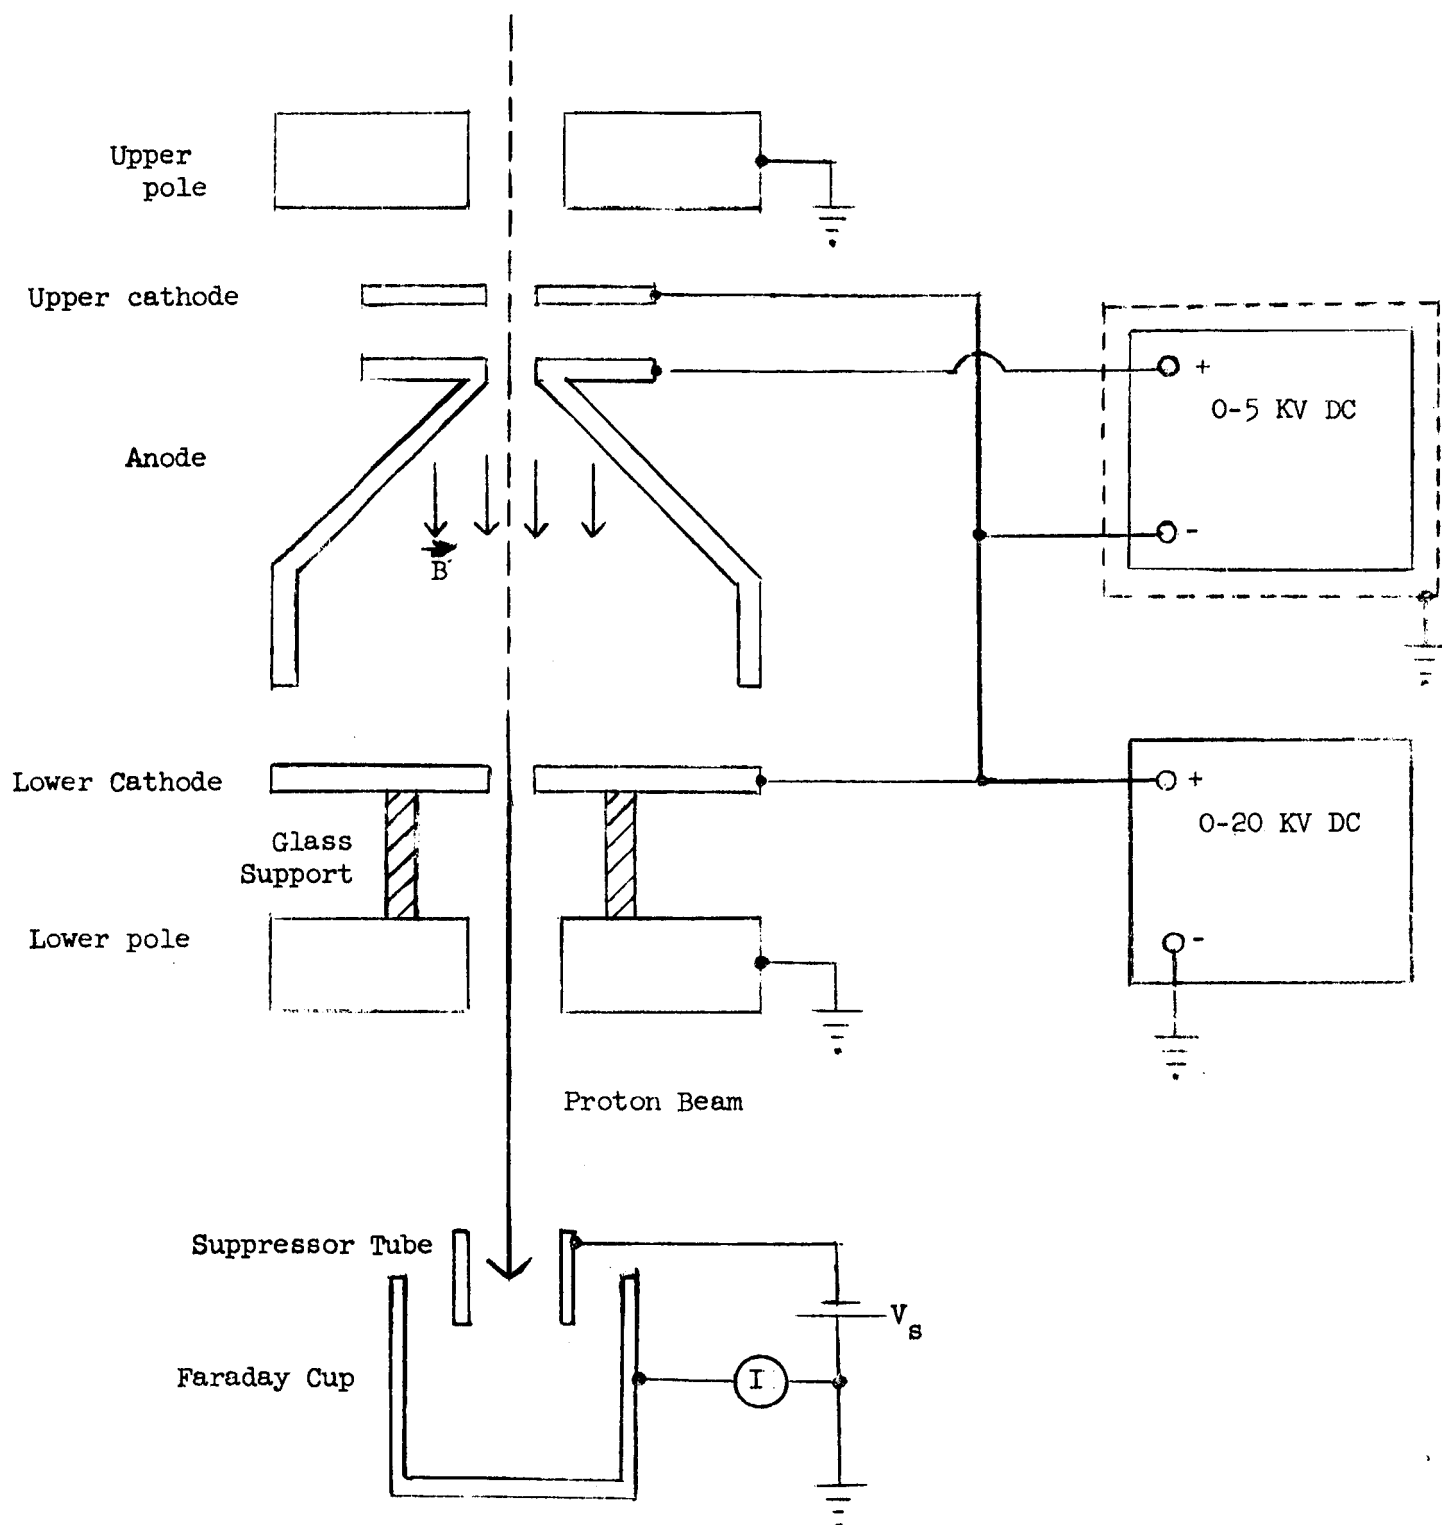 Upper
pole
Upper cathode
+
0-5 KV DC
Anode
-
B
Lower Cathode
+
0-20 KV DC
Glass
Support
Lower pole
-
Proton Beam
Suppressor Tube
Vs
Faraday Cup
I